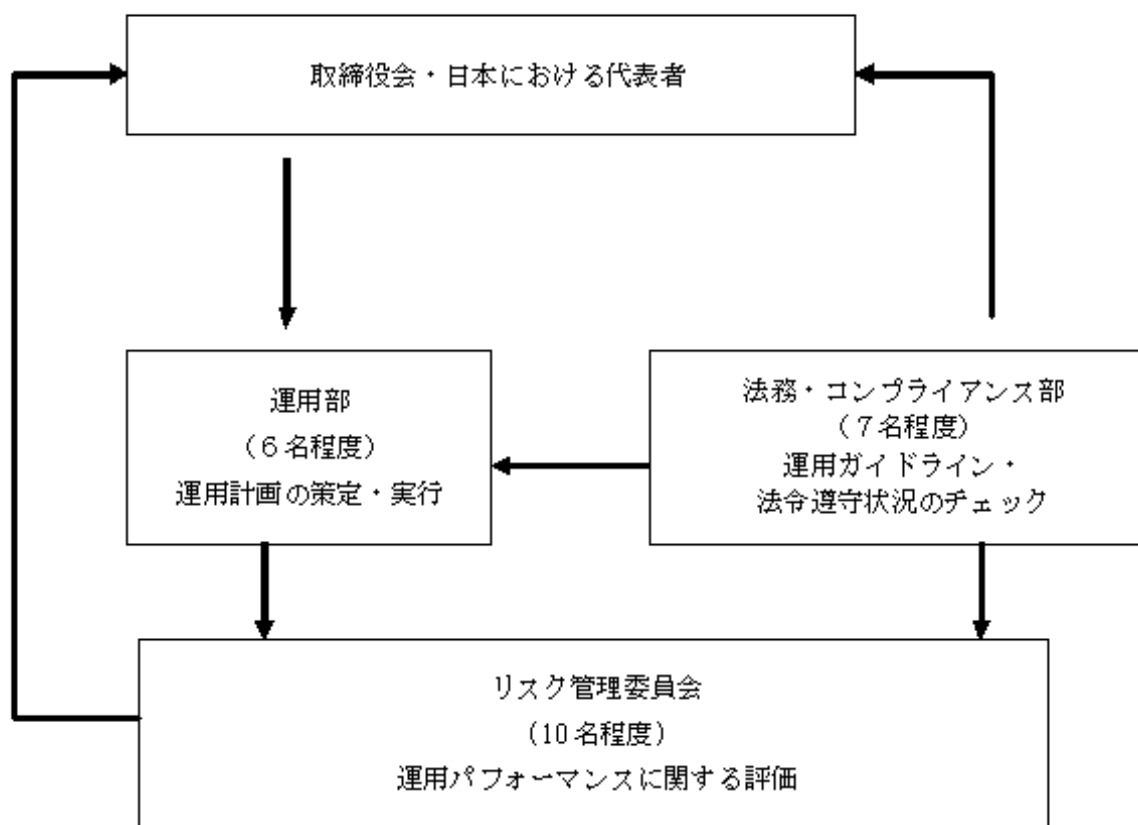 取締役会・日本における代表者
運用部
（６名程度）
運用計画の策定・実行
法務・コンプライアンス部
（７名程度）
運用ガイドライン・
法令遵守状況のチェック
リスク管理委員会
（10名程度）
運用パフォーマンスに関する評価